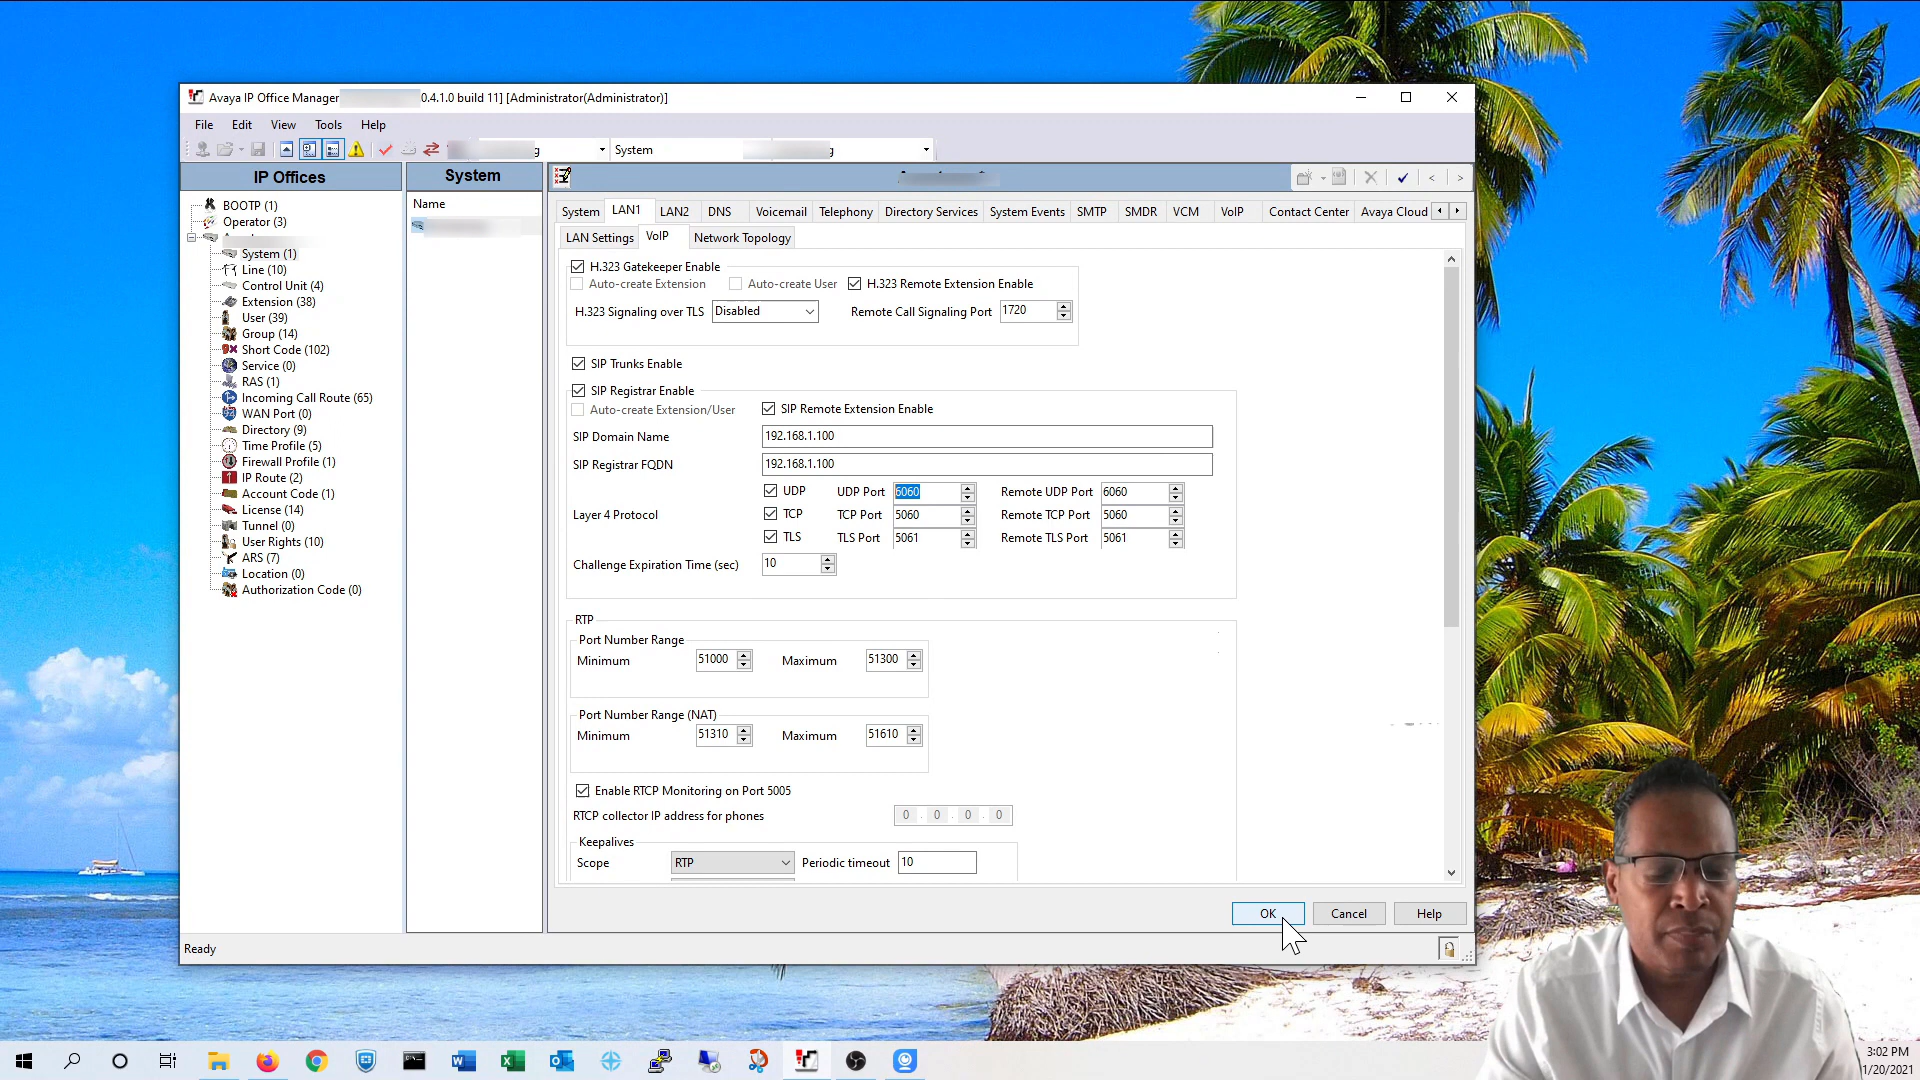 Avaya IP Office Manager 0.4.1.0 build 11] [Administrator(Administrator)]
File Edit View Tools Help
g System g
IP Offices
System
Name
BOOTP (1)
Operator (3)
System (1)
Line (10)
Control Unit (4)
Extension (38)
User (39)
Group (14)
Short Code (102)
Service (0)
RAS (1)
Incoming Call Route (65)
WAN Port (0)
Directory (9)
Time Profile (5)
Firewall Profile (1)
IP Route (2)
Account Code (1)
License (14)
Tunnel (0)
User Rights (10)
ARS (7)
Location (0)
Authorization Code (0)
System LAN1 LAN2 DNS Voicemail Telephony Directory Services System Events SMTP SMDR VCM VoIP Contact Center Avaya Cloud
LAN Settings VoIP Network Topology
H.323 Gatekeeper Enable
Auto-create Extension Auto-create User H.323 Remote Extension Enable
H.323 Signaling over TLS Disabled Remote Call Signaling Port 1720
SIP Trunks Enable
SIP Registrar Enable
Auto-create Extension/User SIP Remote Extension Enable
SIP Domain Name 192.168.1.100
SIP Registrar FQDN 192.168.1.100
UDP UDP Port 6060 Remote UDP Port 6060
Layer 4 Protocol TCP TCP Port 5060 Remote TCP Port 5060
TLS TLS Port 5061 Remote TLS Port 5061
Challenge Expiration Time (sec) 10
RTP
Port Number Range
Minimum 51000 Maximum 51300
Port Number Range (NAT)
Minimum 51310 Maximum 51610
Enable RTCP Monitoring on Port 5005
RTCP collector IP address for phones 0 . 0 . 0 . 0
Keepalives
Scope RTP Periodic timeout 10
OK Cancel Help
Ready
3:02 PM
1/20/2021